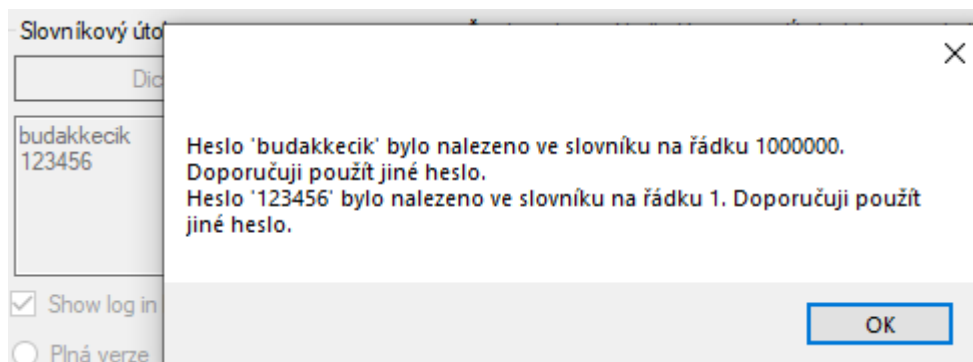 Slovníkový úto
Dic
budakkecik
123456
Heslo 'budakkecik' bylo nalezeno ve slovníku na řádku 1000000.
Doporučuji použít jiné heslo.
Heslo '123456' bylo nalezeno ve slovníku na řádku 1. Doporučuji použít
jiné heslo.
Show log in
Plná verze
OK